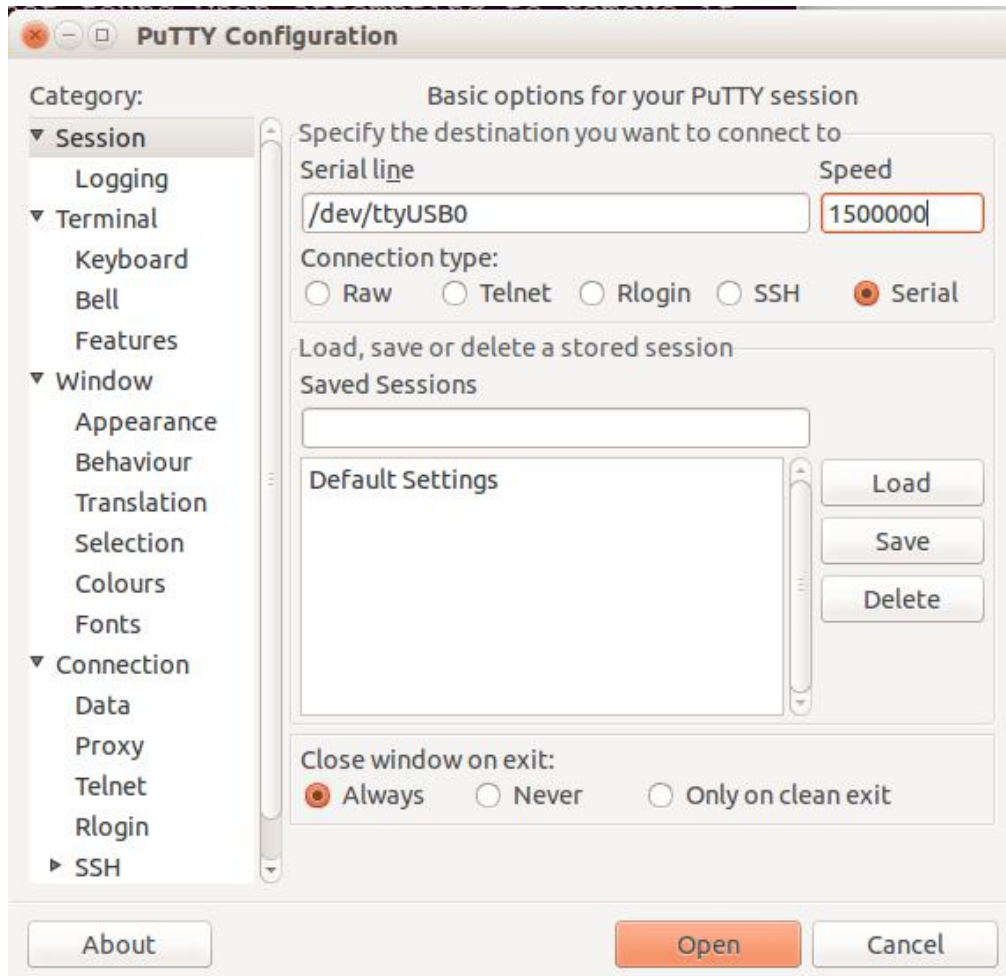 PuTTY Configuration
Category:
Session
Logging
Terminal
Keyboard
Bell
Features
Window
Appearance
Behaviour
Translation
Selection
Colours
Fonts
Connection
Data
Proxy
Telnet
Rlogin
SSH
Basic options for your PuTTY session
Specify the destination you want to connect to
Serial line Speed
/dev/ttyUSB0 1500000
Connection type:
Raw Telnet Rlogin SSH Serial
Load, save or delete a stored session
Saved Sessions
Default Settings
Load
Save
Delete
Close window on exit:
Always Never Only on clean exit
About Open Cancel